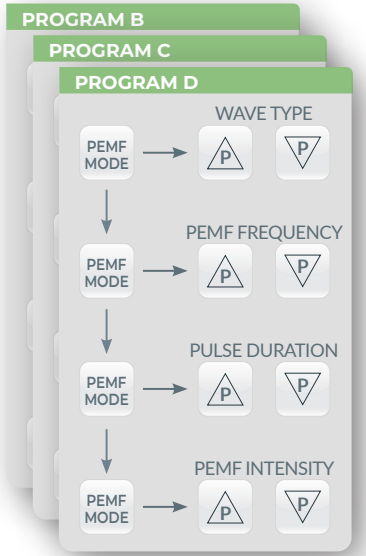 PROGRAM B
PROGRAM C
PROGRAM D
WAVE TYPE
PEMF
MODE
P
P
PEMF FREQUENCY
PEMF
MODE
P
P
PULSE DURATION
PEMF
MODE
P
P
PEMF INTENSITY
PEMF
MODE
P
P